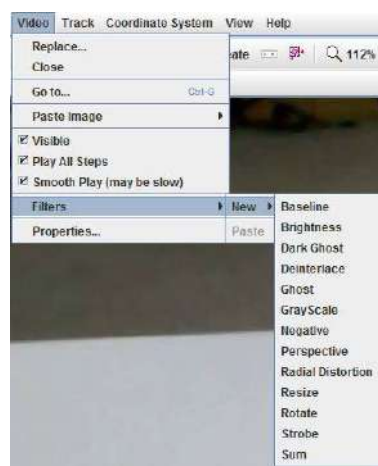 Video Track Coordinate System View Help
Replace...
Close
Go to... Ctrl-G
Paste Image
Visible
Play All Steps
Smooth Play (may be slow)
Filters New
Properties... Paste
ate 112%
Baseline
Brightness
Dark Ghost
Deinterlace
Ghost
GrayScale
Negative
Perspective
Radial Distortion
Resize
Rotate
Strobe
Sum